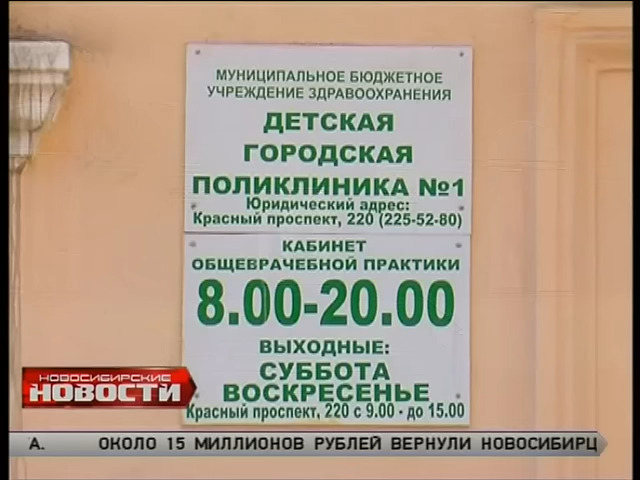 МУНИЦИПАЛЬНОЕ БЮДЖЕТНОЕ
УЧРЕЖДЕНИЕ ЗДРАВООХРАНЕНИЯ
ДЕТСКАЯ
ГОРОДСКАЯ
ПОЛИКЛИНИКА №1
Юридический адрес:
Красный проспект, 220 (225-52-80)
КАБИНЕТ
ОБЩЕВРАЧЕБНОЙ ПРАКТИКИ
8.00-20.00
ВЫХОДНЫЕ:
СУББОТА
ВОСКРЕСЕНЬЕ
Красный проспект, 220 с 9.00 - до 15.00
НОВОСИБИРСКИЕ
НОВОСТИ
А. ОКОЛО 15 МИЛЛИОНОВ РУБЛЕЙ ВЕРНУЛИ НОВОСИБИРЦ